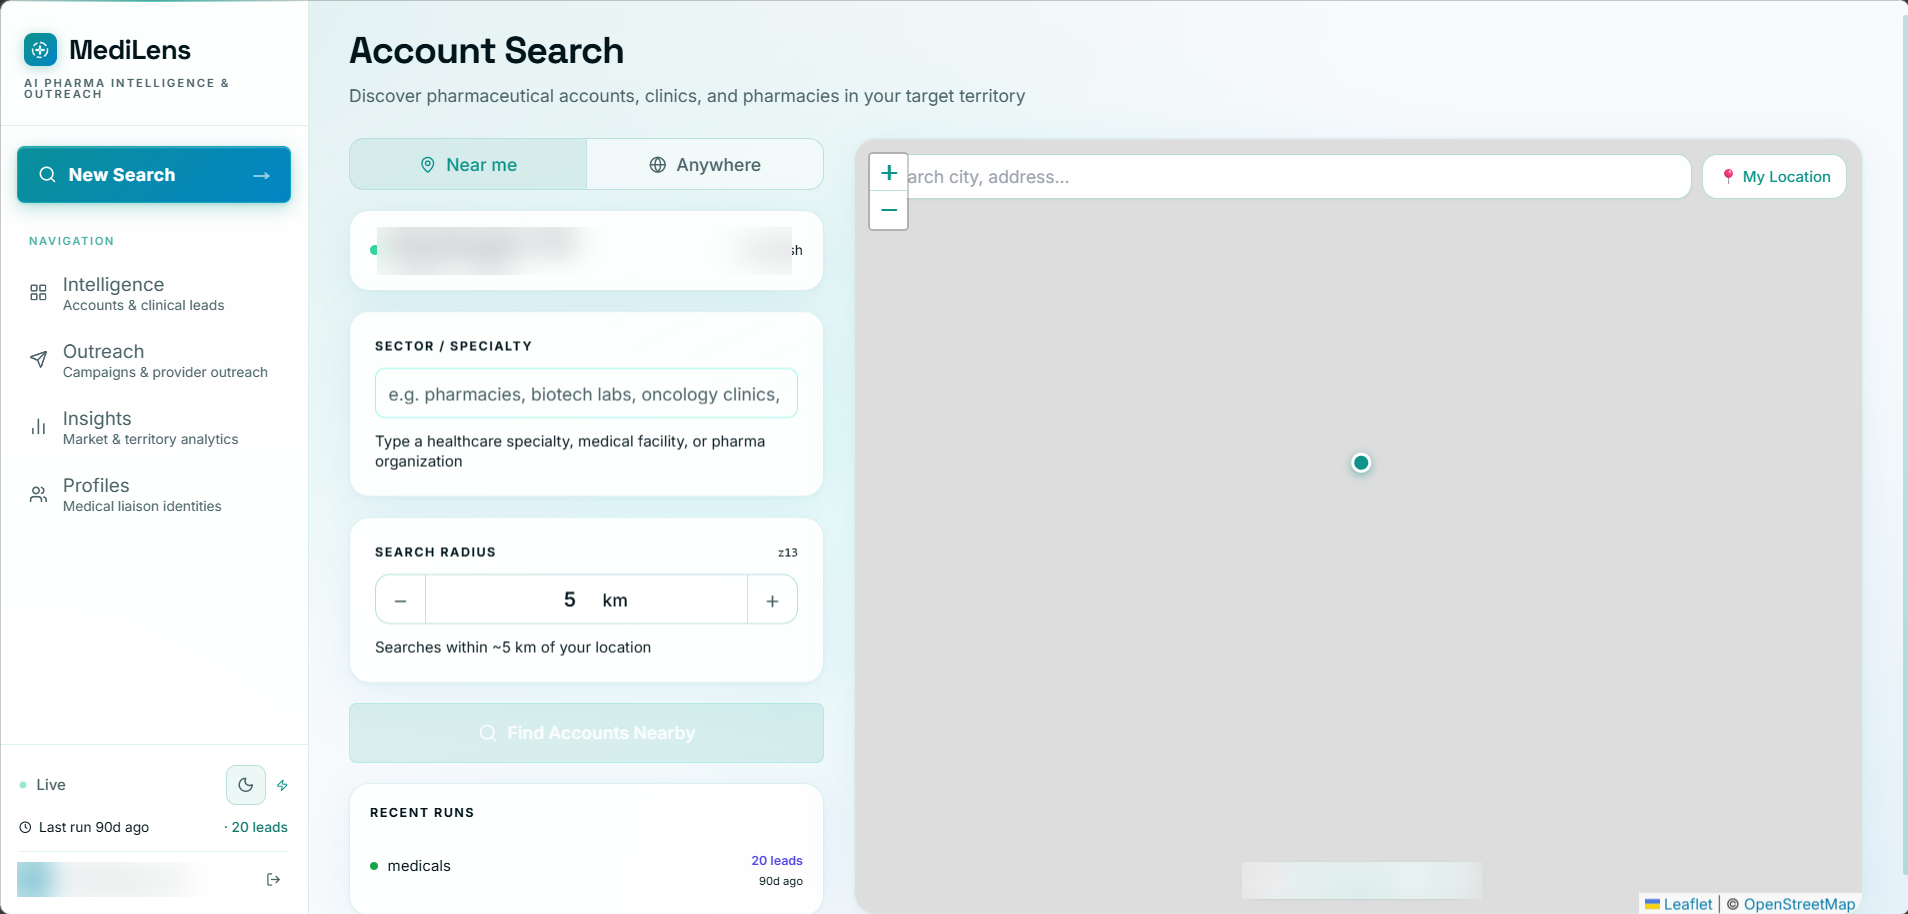 MediLens
AI PHARMA INTELLIGENCE &
OUTREACH
New Search →
NAVIGATION
Intelligence
Accounts & clinical leads
Outreach
Campaigns & provider outreach
Insights
Market & territory analytics
Profiles
Medical liaison identities
Live
Last run 90d ago · 20 leads
Account Search
Discover pharmaceutical accounts, clinics, and pharmacies in your target territory
Near me
Anywhere
sh
SECTOR / SPECIALTY
e.g. pharmacies, biotech labs, oncology clinics,
Type a healthcare specialty, medical facility, or pharma
organization
SEARCH RADIUS z13
− 5 km +
Searches within ~5 km of your location
Find Accounts Nearby
RECENT RUNS
medicals 20 leads
90d ago
+
−
arch city, address...
My Location
Leaflet | © OpenStreetMap